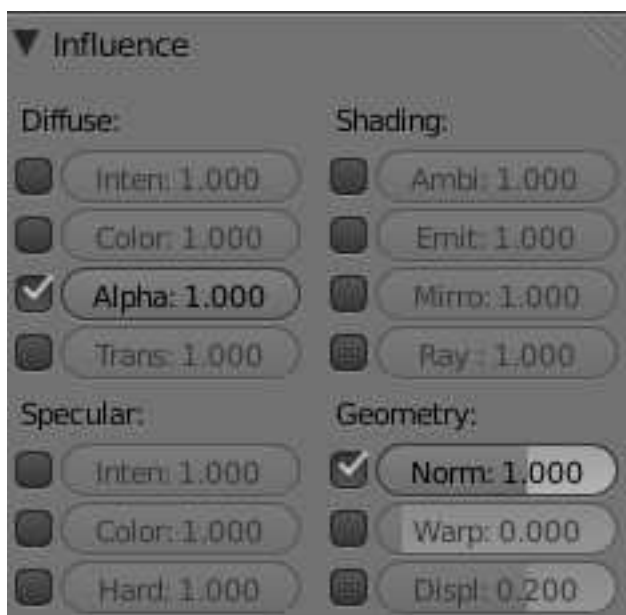 Influence
Diffuse: Shading:
Inten: 1.000 Ambi: 1.000
Color: 1.000 Emit: 1.000
Alpha: 1.000 Mirro: 1.000
Trans: 1.000 Ray : 1.000
Specular: Geometry:
Inten: 1.000 Norm: 1.000
Color: 1.000 Warp: 0.000
Hard: 1.000 Displ: 0.200